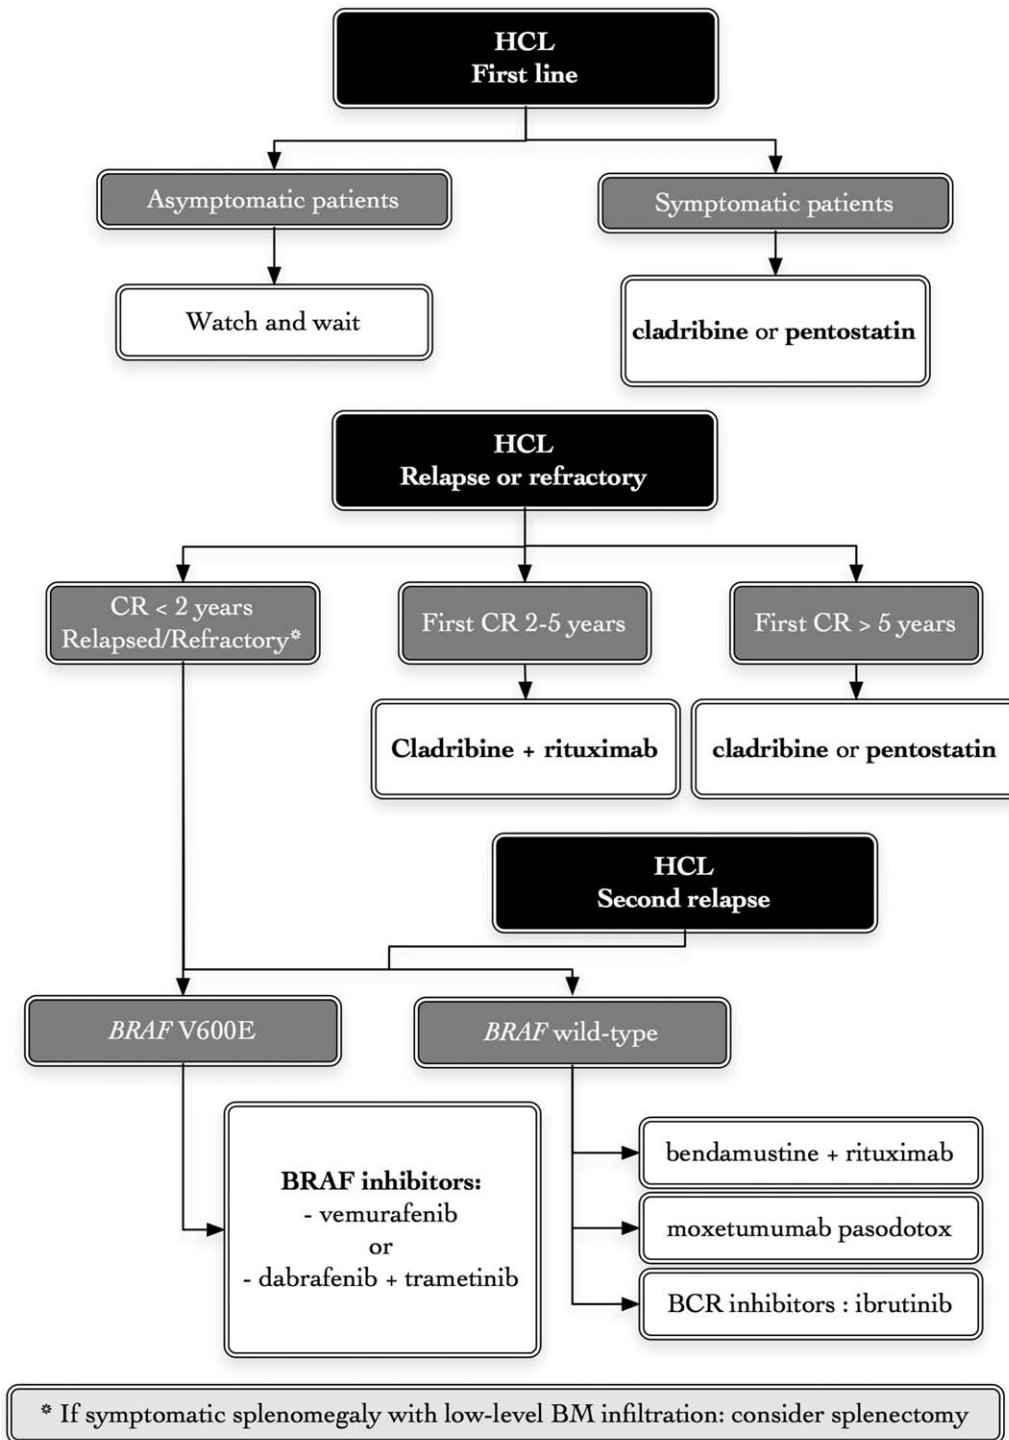 HCL
First line
Asymptomatic patients
Symptomatic patients
Watch and wait
cladribine or pentostatin
HCL
Relapse or refractory
CR < 2 years
Relapsed/Refractory*
First CR 2-5 years
First CR > 5 years
Cladribine + rituximab
cladribine or pentostatin
HCL
Second relapse
BRAF V600E
BRAF wild-type
BRAF inhibitors:
- vemurafenib
or
- dabrafenib + trametinib
bendamustine + rituximab
moxetumumab pasodotox
BCR inhibitors : ibrutinib
* If symptomatic splenomegaly with low-level BM infiltration: consider splenectomy